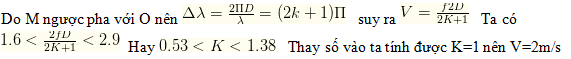 Do M ngược pha với O nên Δλ = 2ΠD/λ = (2k + 1)Π suy ra V = f2D/2K+1 Ta có
1.6 < 2fD/2K+1 < 2.9 Hay 0.53 < K < 1.38 Thay số vào ta tính được K=1 nên V=2m/s